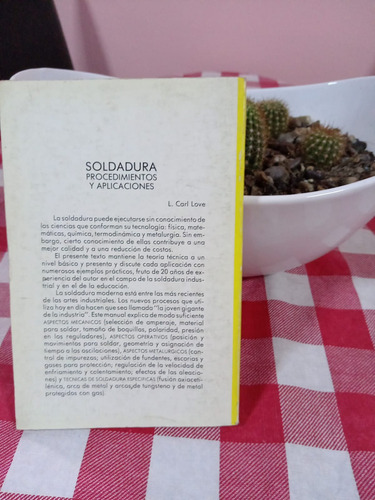 SOLDADURA
PROCEDIMIENTOS
Y APLICACIONES
L. Carl Love
La soldadura puede ejecutarse sin conocimiento de
las ciencias que conforman su tecnología: física, mate-
máticas, química, termodinámica y metalurgia. Sin em-
bargo, cierto conocimiento de ellas contribuye a una
mejor calidad y a una reducción de costos.
El presente texto mantiene la teoría técnica a un
nivel básico y presenta y discute cada aplicación con
numerosos ejemplos prácticos, fruto de 20 años de ex-
periencia del autor en el campo de la soldadura indus-
trial y en el de la educación.
La soldadura moderna está entre las más recientes
de las artes industriales. Los nuevos procesos que uti-
liza hoy en día hacen que sea llamada "la joven gigante
de la industria". Este manual explica de modo suficiente
ASPECTOS MECANICOS (selección de amperaje, material
para soldar, tamaño de boquillas, polaridad, presión
en los reguladores), ASPECTOS OPERATIVOS (posición y
movimientos para soldar, geometría y asignación de
tiempo a las oscilaciones), ASPECTOS METALURGICOS (con-
trol de impurezas; utilización de fundentes, escorias y
gases para protección; regulación de la velocidad de
enfriamiento y calentamiento; efectos de las aleacio-
nes) y TECNICAS DE SOLDADURA ESPECIFICAS (fusión oxiaceti-
lénica, arco de metal y arcos de tungsteno y de metal
protegidos con gas).